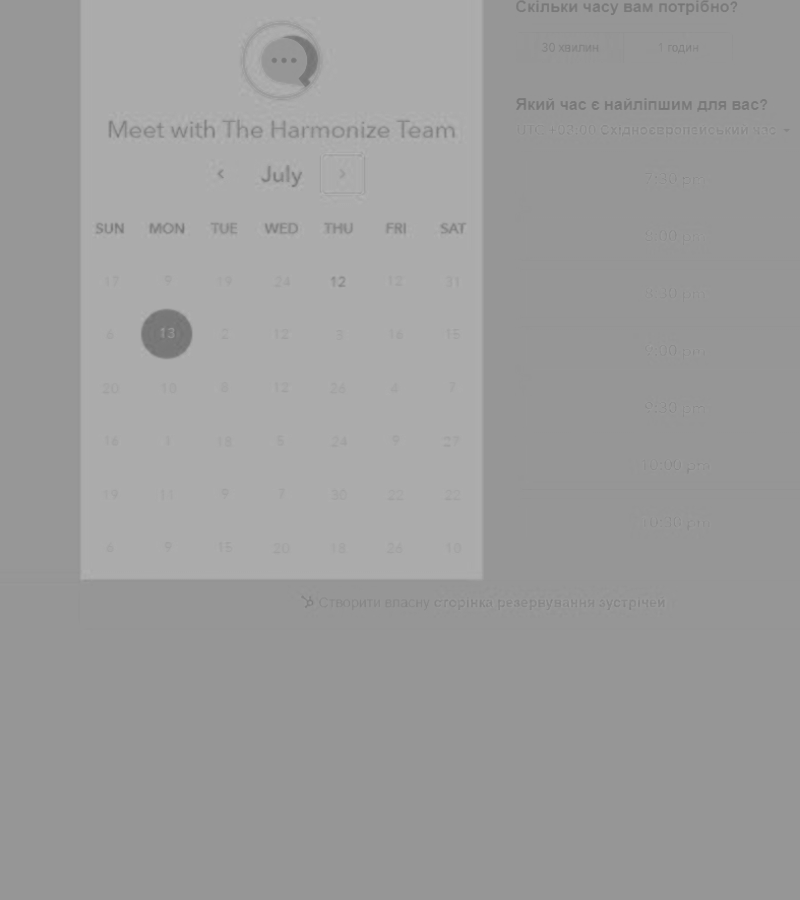 Meet with The Harmonize Team
July
SUN MON TUE WED THU FRI SAT
17 9 19 24 12 12 31
6 13 2 12 3 16 15
20 10 8 12 26 4 7
16 1 18 5 24 9 27
19 11 9 7 30 22 22
6 9 15 20 18 26 10
Скільки часу вам потрібно?
30 хвилин 1 годин
Який час є найліпшим для вас?
UTC +03:00 Східноєвропейський час
7:30 pm
8:00 pm
8:30 pm
9:00 pm
9:30 pm
10:00 pm
10:30 pm
Створити власну сторінка резервування зустрічей